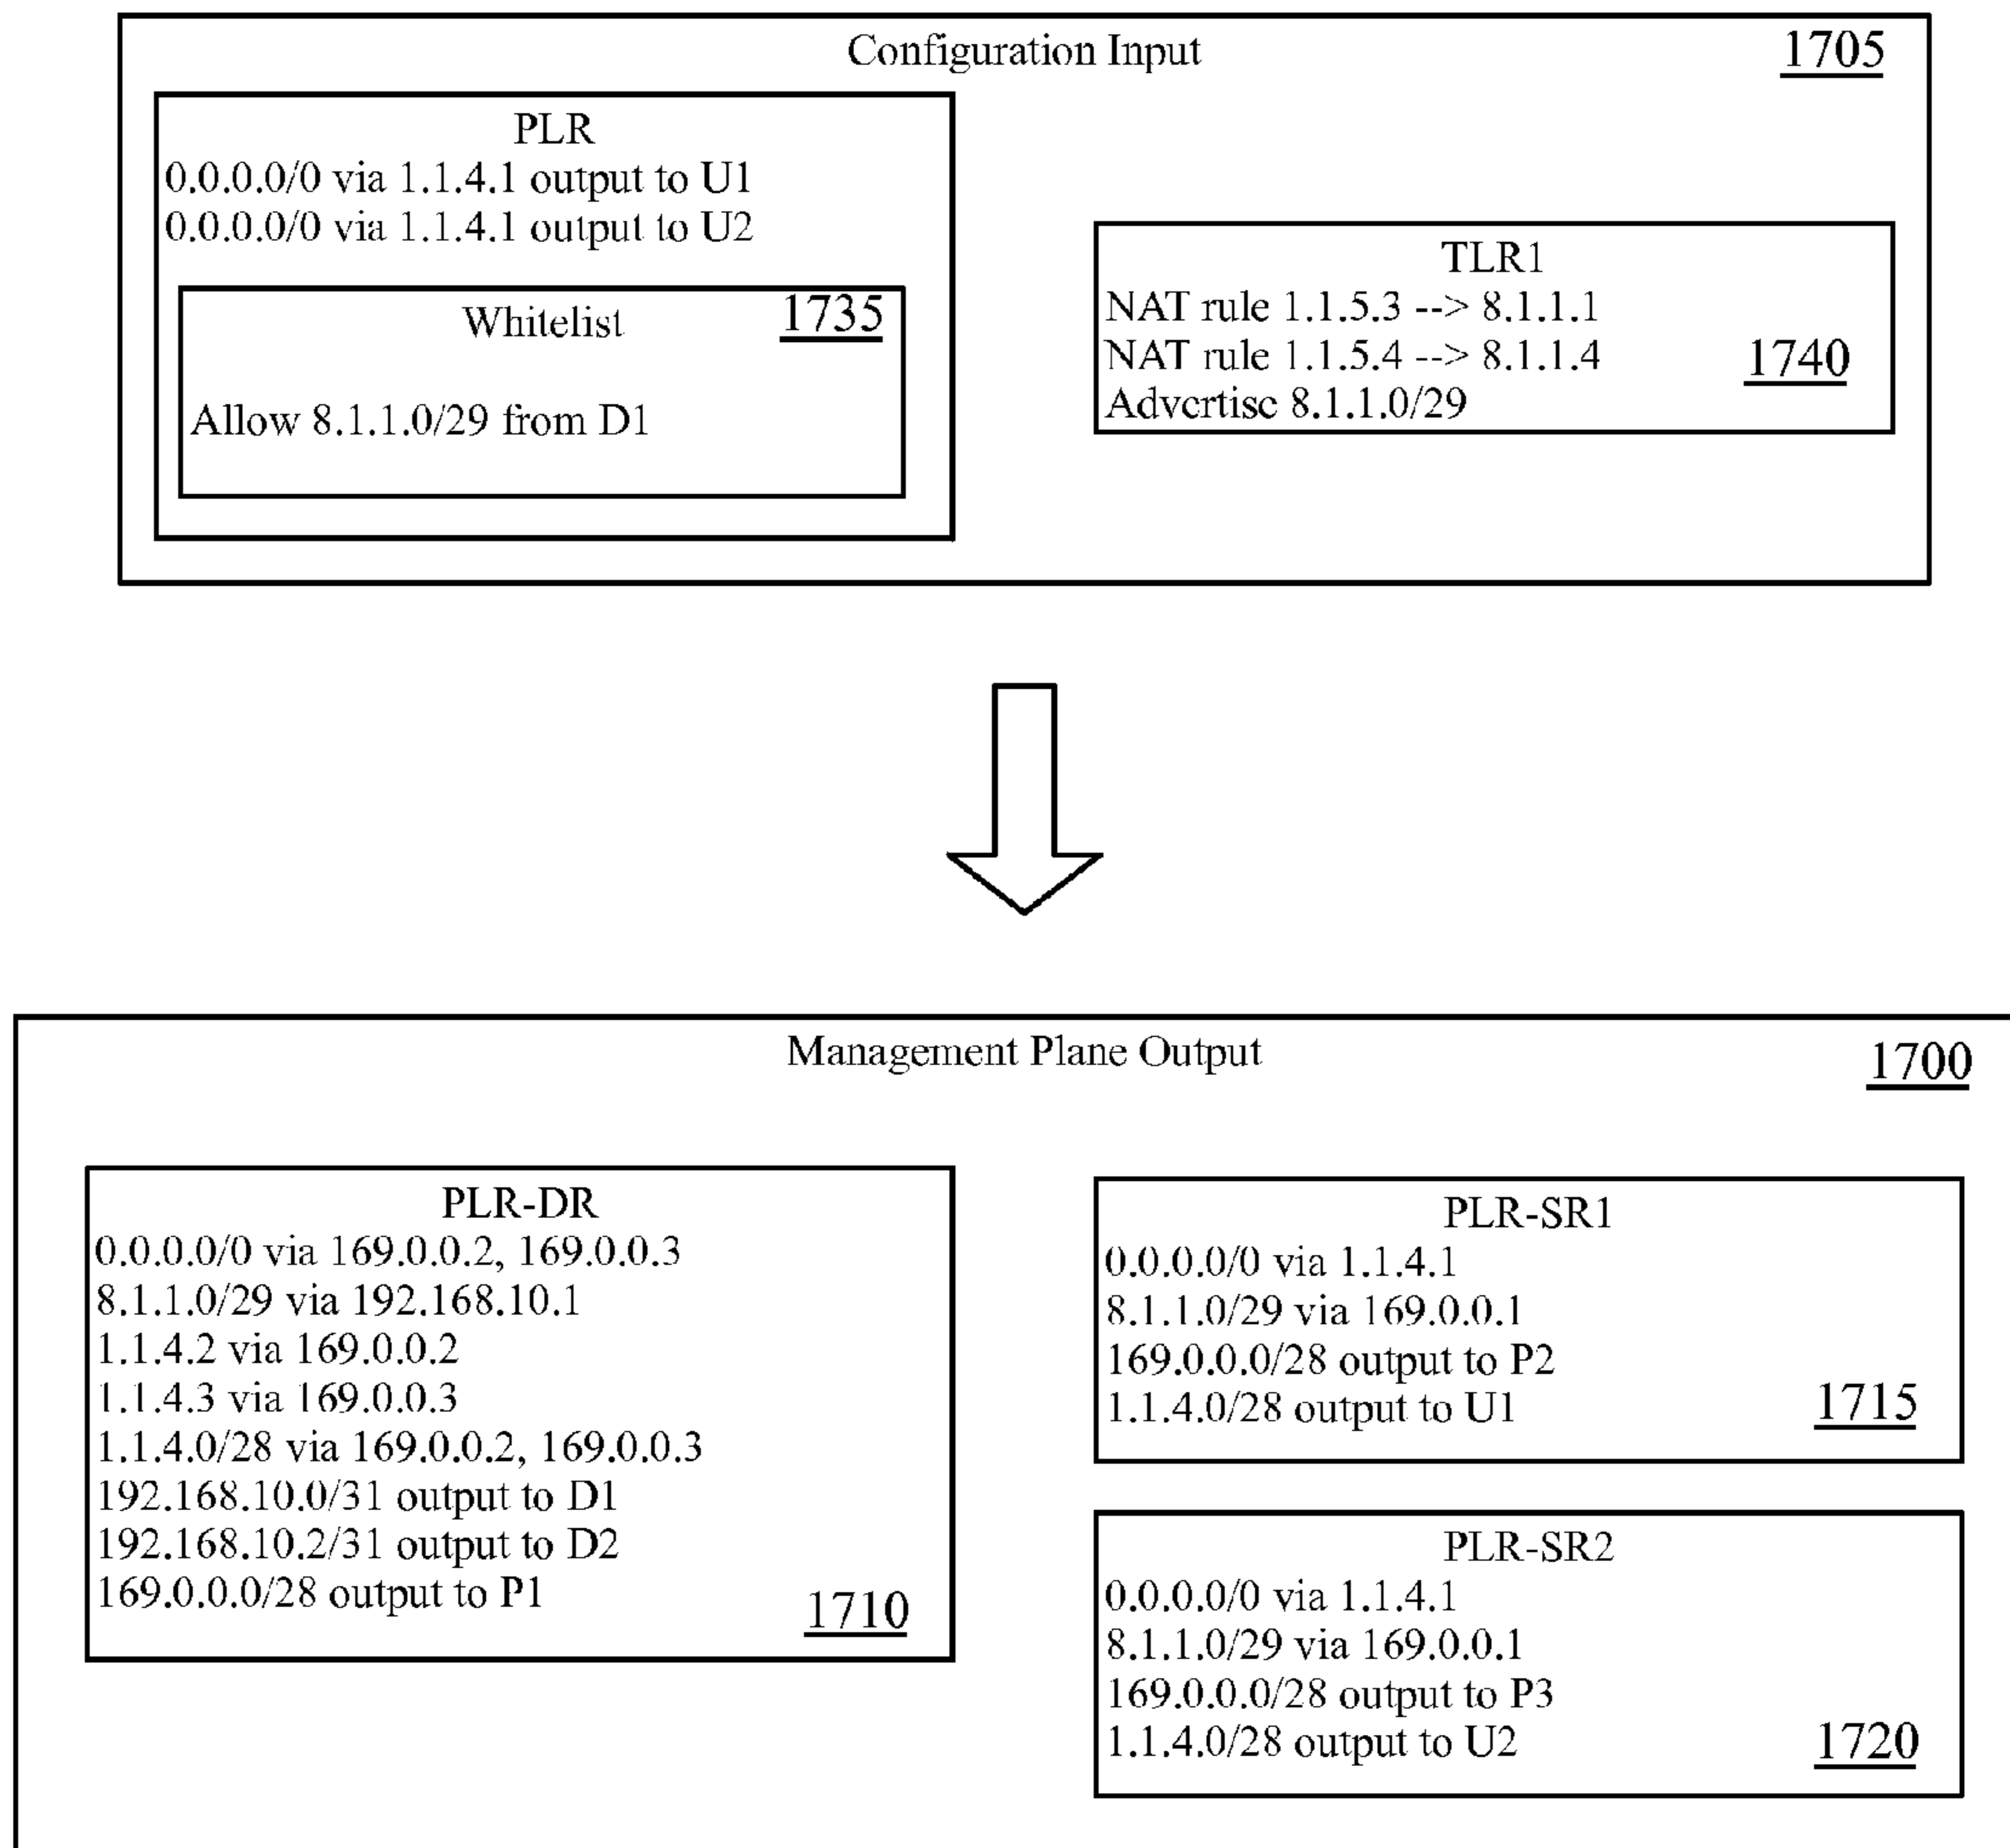 Configuration Input
1705
PLR
0.0.0.0/0 via 1.1.4.1 output to U1
0.0.0.0/0 via 1.1.4.1 output to U2
Whitelist
1735
Allow 8.1.1.0/29 from D1
TLR1
NAT rule 1.1.5.3 --> 8.1.1.1
NAT rule 1.1.5.4 --> 8.1.1.4
1740
Advertise 8.1.1.0/29
Management Plane Output
1700
PLR-DR
0.0.0.0/0 via 169.0.0.2, 169.0.0.3
8.1.1.0/29 via 192.168.10.1
1.1.4.2 via 169.0.0.2
1.1.4.3 via 169.0.0.3
1.1.4.0/28 via 169.0.0.2, 169.0.0.3
192.168.10.0/31 output to D1
192.168.10.2/31 output to D2
169.0.0.0/28 output to P1
1710
PLR-SR1
0.0.0.0/0 via 1.1.4.1
8.1.1.0/29 via 169.0.0.1
169.0.0.0/28 output to P2
1.1.4.0/28 output to U1
1715
PLR-SR2
0.0.0.0/0 via 1.1.4.1
8.1.1.0/29 via 169.0.0.1
169.0.0.0/28 output to P3
1.1.4.0/28 output to U2
1720